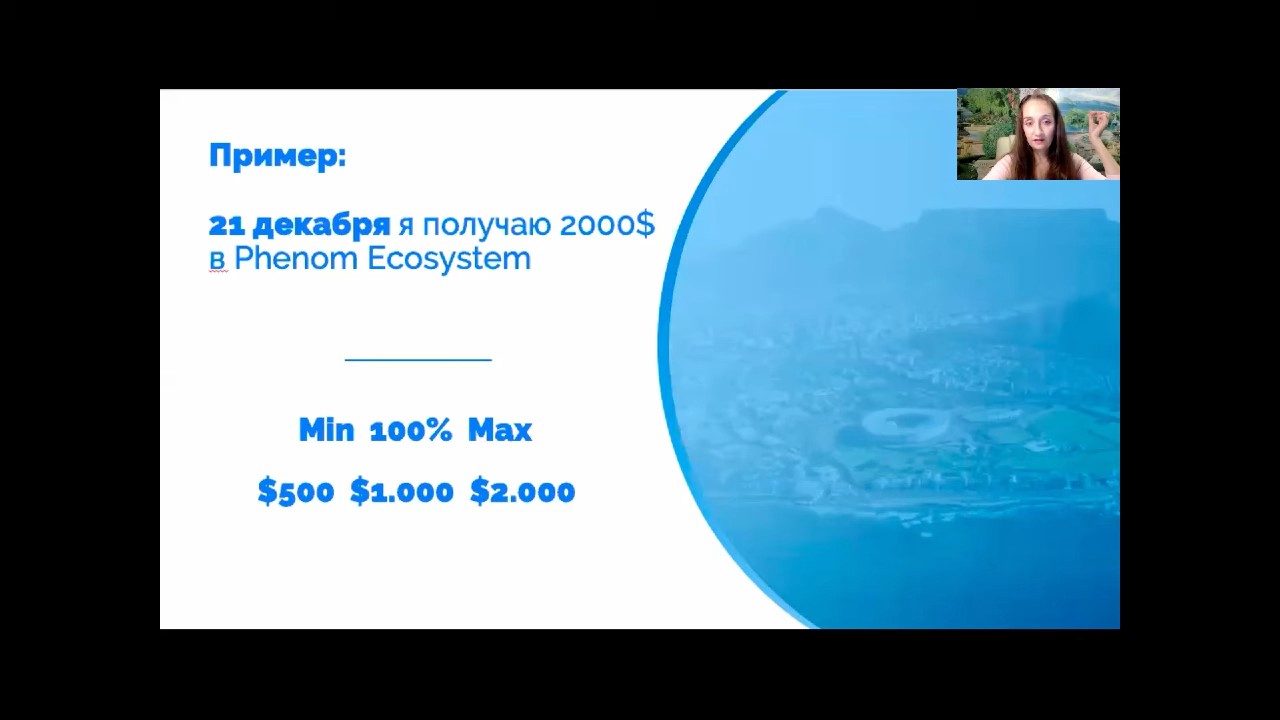 Пример:
21 декабря я получаю 2000$
в Phenom Ecosystem
Min 100% Max
$500 $1.000 $2.000